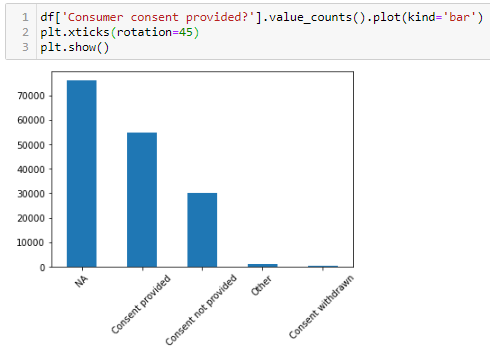 1 df['Consumer consent provided?'].value_counts().plot(kind='bar')
2 plt.xticks(rotation=45)
3 plt.show()
70000
60000
50000
40000
30000
20000
10000
0
NA
Consent provided
Consent not provided
Other
Consent withdrawn